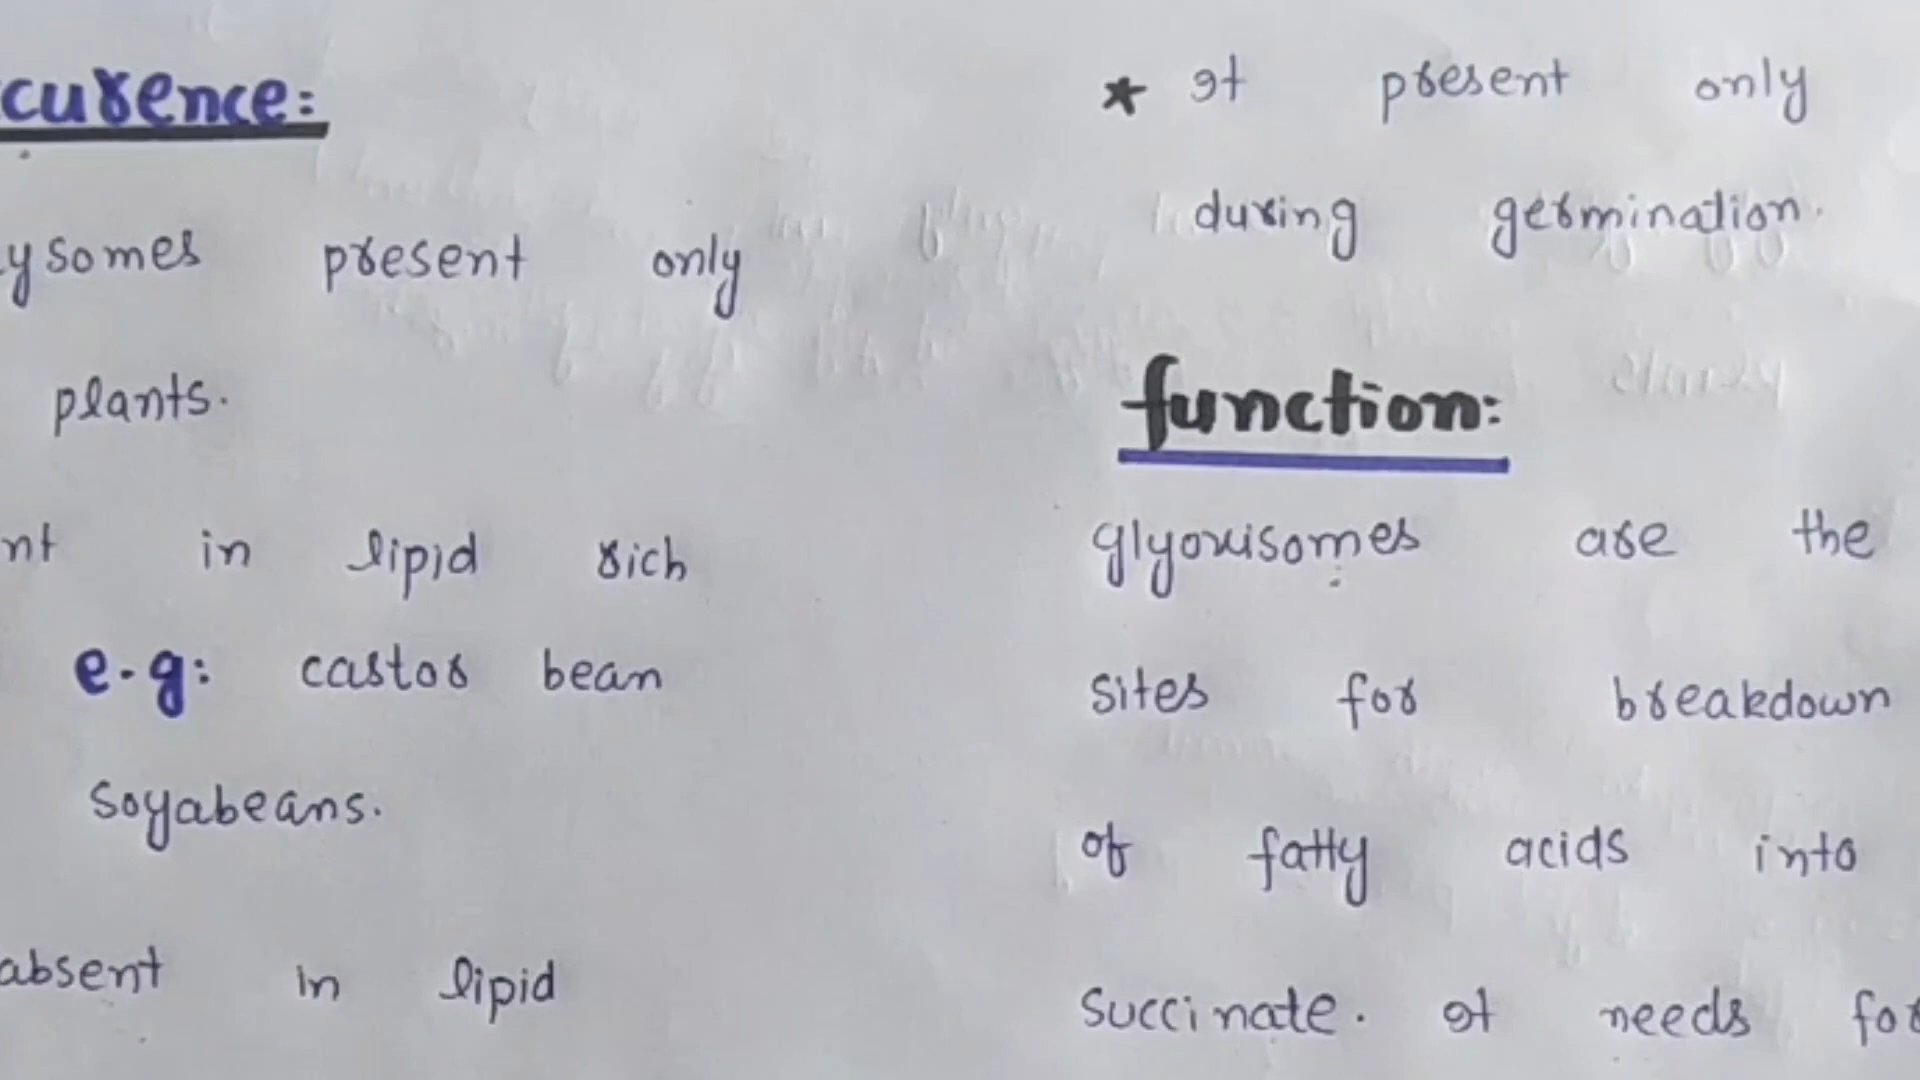 curence:
ysomes present only
plants.
nt in lipid rich
e.g: castor bean
soyabeans.
absent in lipid
* It present only
during germination.
function:
glyoxisomes are the
sites for breakdown
of fatty acids into
succinate. It needs for